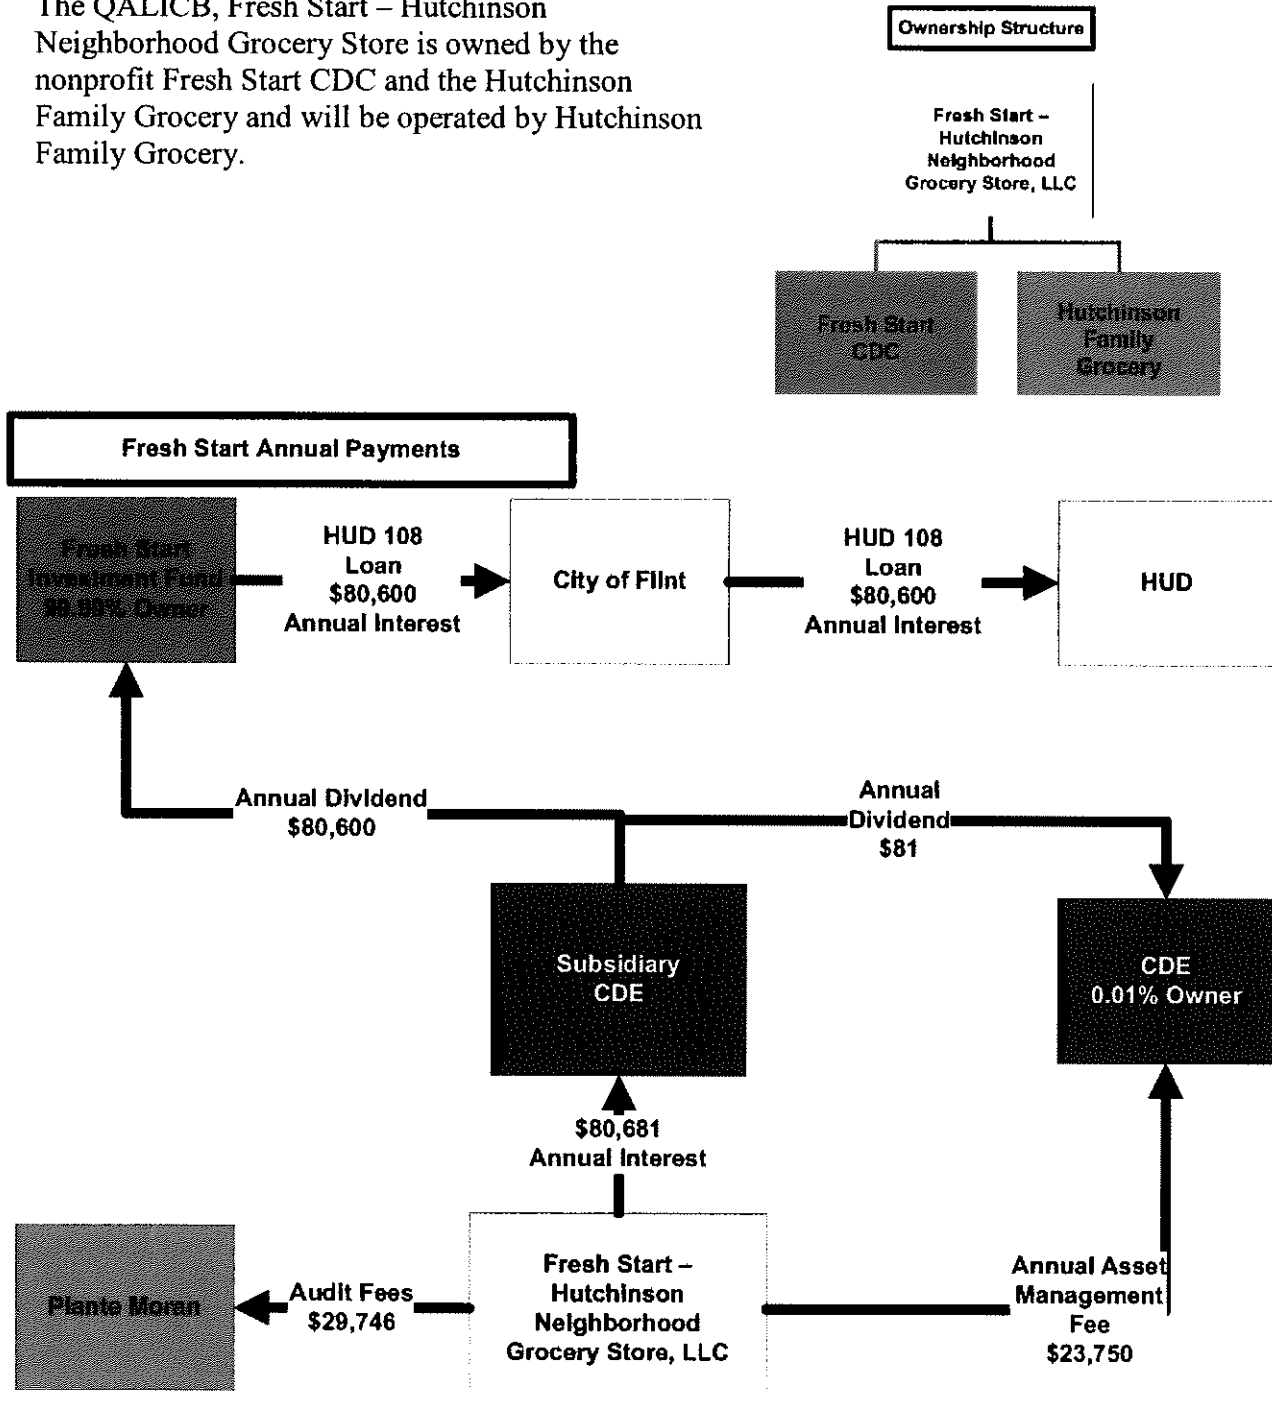 The QALICB, Fresh Start – Hutchinson
Neighborhood Grocery Store is owned by the
nonprofit Fresh Start CDC and the Hutchinson
Family Grocery and will be operated by Hutchinson
Family Grocery.
Ownership Structure
Fresh Start –
Hutchinson
Neighborhood
Grocery Store, LLC
Fresh Start
CDC
Hutchinson
Family
Grocery
Fresh Start Annual Payments
Fresh Start
Investment Fund
99.99% Owner
HUD 108
Loan
$80,600
Annual Interest
City of Flint
HUD 108
Loan
$80,600
Annual Interest
HUD
Annual Dividend
$80,600
Annual
Dividend
$81
Subsidiary
CDE
CDE
0.01% Owner
$80,681
Annual Interest
Plante Moran
Audit Fees
$29,746
Fresh Start –
Hutchinson
Neighborhood
Grocery Store, LLC
Annual Asset
Management
Fee
$23,750